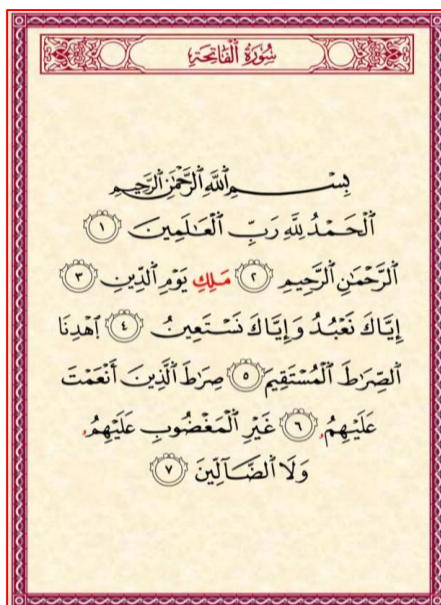 سُورَةُ ٱلْفَاتِحَةِ
بِسْمِ ٱللَّهِ ٱلرَّحْمَٰنِ ٱلرَّحِيمِ
ٱلْحَمْدُ لِلَّهِ رَبِّ ٱلْعَٰلَمِينَ ١
ٱلرَّحْمَٰنِ ٱلرَّحِيمِ ٢ مَلِكِ يَوْمِ ٱلدِّينِ ٣
إِيَّاكَ نَعْبُدُ وَإِيَّاكَ نَسْتَعِينُ ٤ ٱهْدِنَا
ٱلصِّرَٰطَ ٱلْمُسْتَقِيمَ ٥ صِرَٰطَ ٱلَّذِينَ أَنْعَمْتَ
عَلَيْهِمُۥ ٦ غَيْرِ ٱلْمَغْضُوبِ عَلَيْهِمُۥ
وَلَا ٱلضَّآلِّينَ ٧